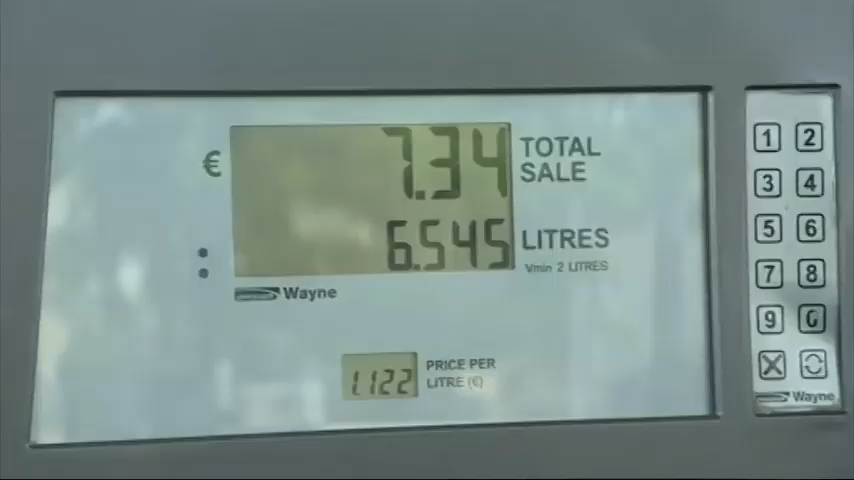 € 7.34 TOTAL SALE
6.545 LITRES
Vmin 2 LITRES
Wayne
1.122 PRICE PER LITRE (€)
1 2
3 4
5 6
7 8
9 0
X
Wayne